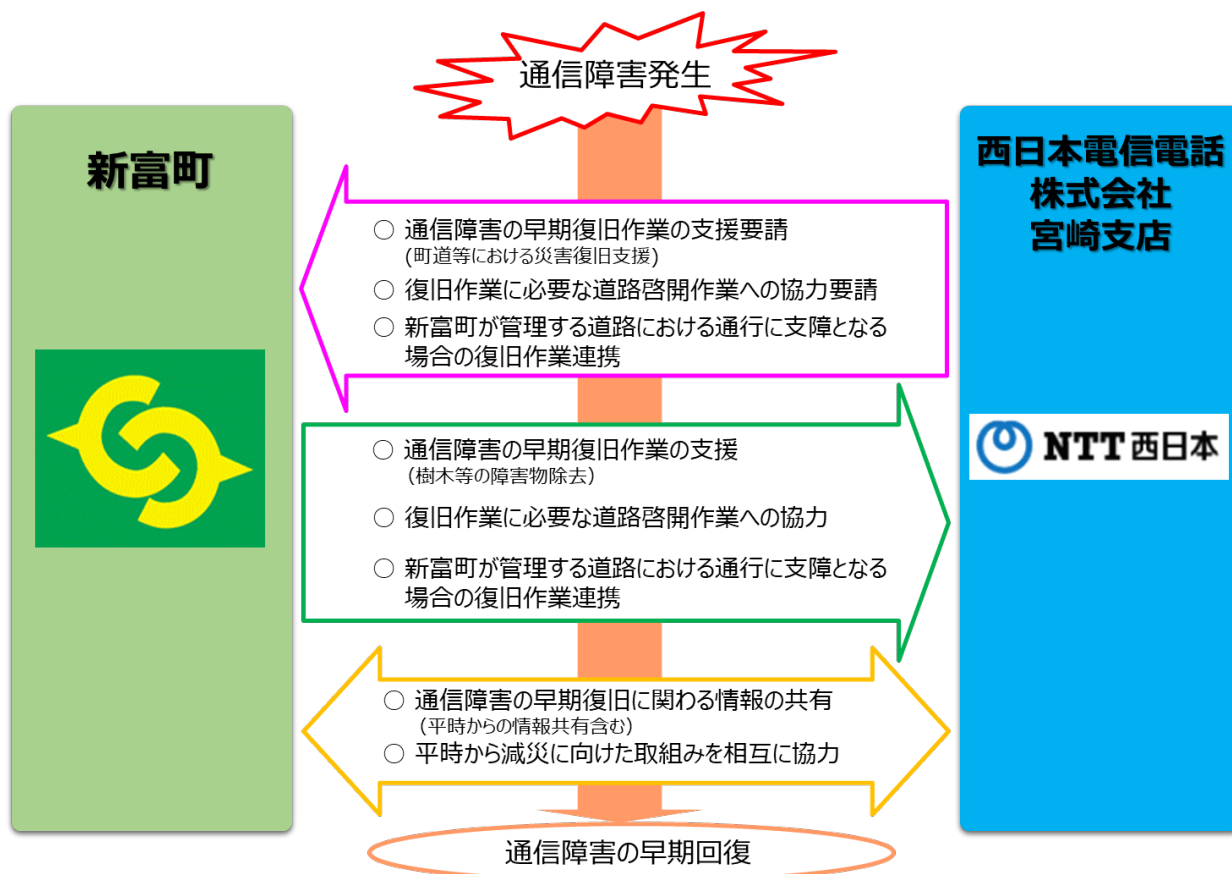 通信障害発生
新富町
西日本電信電話
株式会社
宮崎支店
○ 通信障害の早期復旧作業の支援要請
(町道等における災害復旧支援)
○ 復旧作業に必要な道路啓開作業への協力要請
○ 新富町が管理する道路における通行に支障となる
場合の復旧作業連携
○ 通信障害の早期復旧作業の支援
(樹木等の障害物除去)
○ 復旧作業に必要な道路啓開作業への協力
○ 新富町が管理する道路における通行に支障となる
場合の復旧作業連携
NTT西日本
○ 通信障害の早期復旧に関わる情報の共有
(平時からの情報共有含む)
○ 平時から減災に向けた取組みを相互に協力
通信障害の早期回復